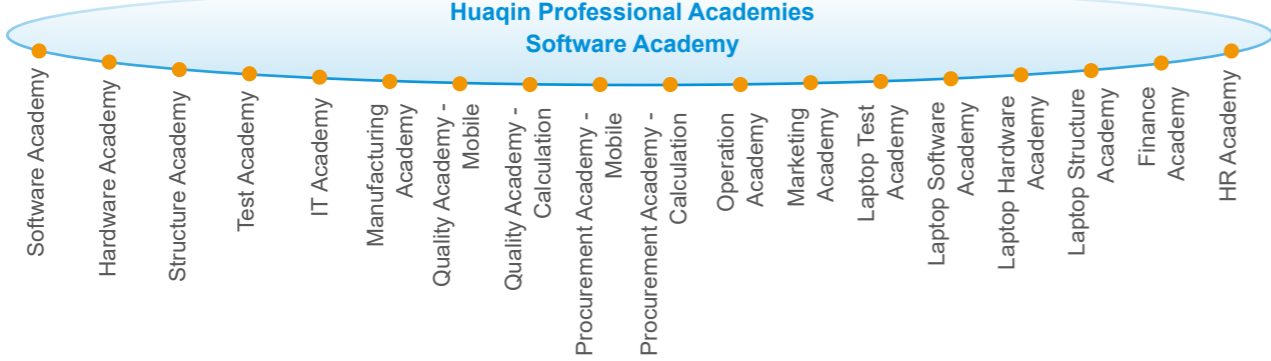 Huaqin Professional Academies
Software Academy
Software Academy
Hardware Academy
Structure Academy
Test Academy
IT Academy
Manufacturing
Academy
Quality Academy -
Mobile
Quality Academy -
Calculation
Procurement Academy -
Mobile
Procurement Academy -
Calculation
Operation
Academy
Marketing
Academy
Laptop Test
Academy
Laptop Software
Academy
Laptop Hardware
Academy
Laptop Structure
Academy
Finance
Academy
HR Academy